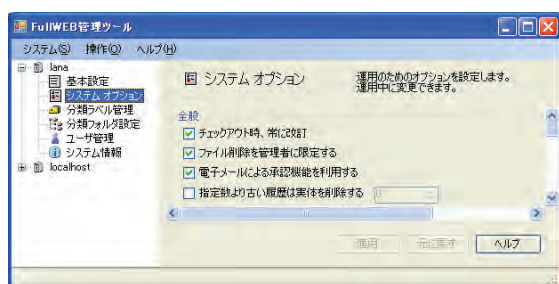 FullWEB管理ツール
システム(S) 操作(O) ヘルプ(H)
lana
基本設定
システム オプション
分類ラベル管理
分類フォルダ設定
ユーザ管理
システム情報
localhost
システム オプション
運用のためのオプションを設定します。
運用中に変更できます。
全般
チェックアウト時、常に改訂
ファイル削除を管理者に限定する
電子メールによる承認機能を利用する
指定数より古い履歴は実体を削除する 0
適用 元に戻す ヘルプ